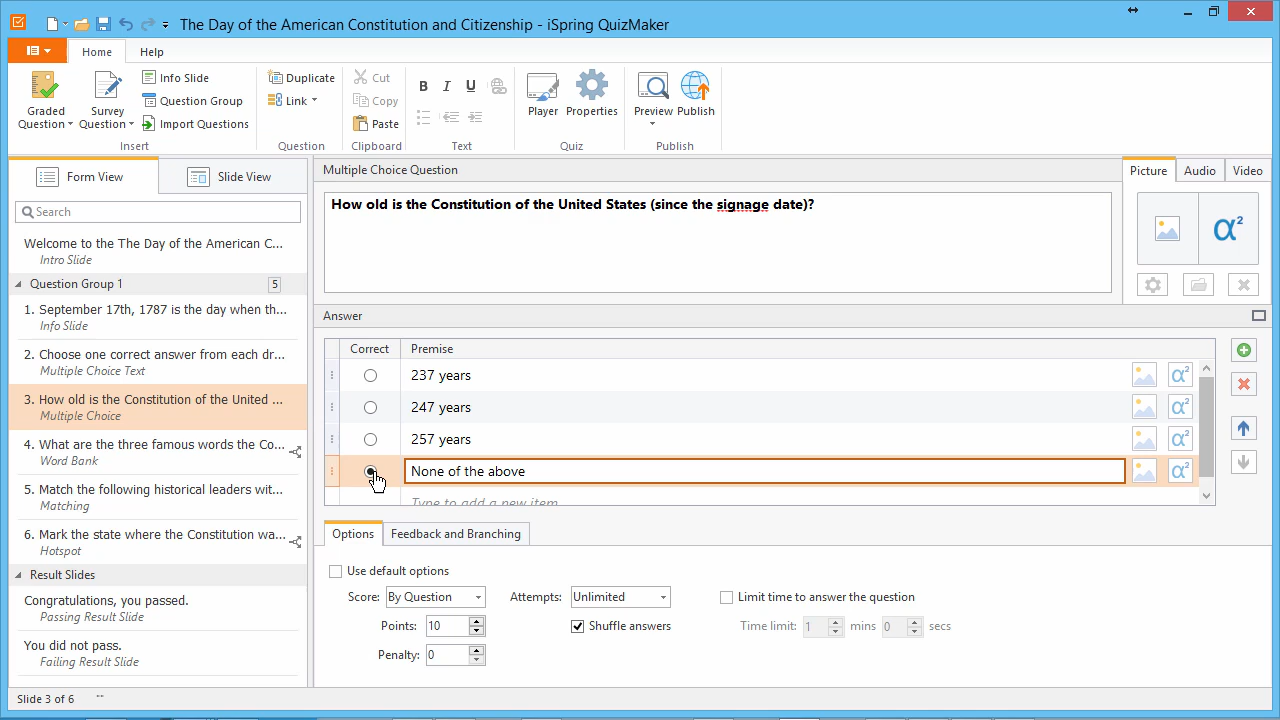 The Day of the American Constitution and Citizenship - iSpring QuizMaker
Home
Help
Graded Question
Survey Question
Info Slide
Question Group
Import Questions
Insert
Duplicate
Link
Question
Cut
Copy
Paste
Clipboard
B I U
Text
Player
Properties
Quiz
Preview
Publish
Publish
Form View
Slide View
Search
Welcome to the The Day of the American C...
Intro Slide
Question Group 1
5
1. September 17th, 1787 is the day when th...
Info Slide
2. Choose one correct answer from each dr...
Multiple Choice Text
3. How old is the Constitution of the United ...
Multiple Choice
4. What are the three famous words the Co...
Word Bank
5. Match the following historical leaders wit...
Matching
6. Mark the state where the Constitution wa...
Hotspot
Result Slides
Congratulations, you passed.
Passing Result Slide
You did not pass.
Failing Result Slide
Multiple Choice Question
How old is the Constitution of the United States (since the signage date)?
Picture
Audio
Video
α²
Answer
Correct
Premise
237 years
α²
247 years
α²
257 years
α²
None of the above
α²
Type to add a new item
Options
Feedback and Branching
Use default options
Score: By Question
Attempts: Unlimited
Limit time to answer the question
Points: 10
Shuffle answers
Time limit: 1 mins 0 secs
Penalty: 0
Slide 3 of 6